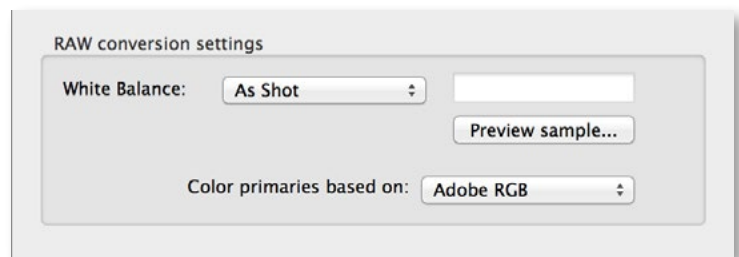 RAW conversion settings
White Balance: As Shot
Preview sample...
Color primaries based on: Adobe RGB